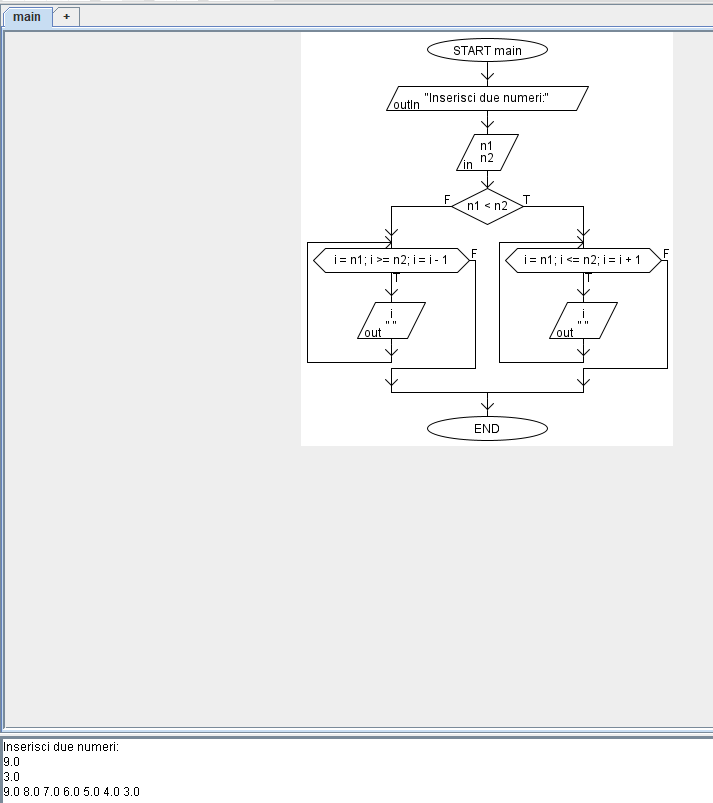 main +
START main
outln "Inserisci due numeri:"
n1
n2
in
F n1 < n2 T
i = n1; i >= n2; i = i - 1 F
T
i
" "
out
i = n1; i <= n2; i = i + 1 F
T
i
" "
out
END
Inserisci due numeri:
9.0
3.0
9.0 8.0 7.0 6.0 5.0 4.0 3.0